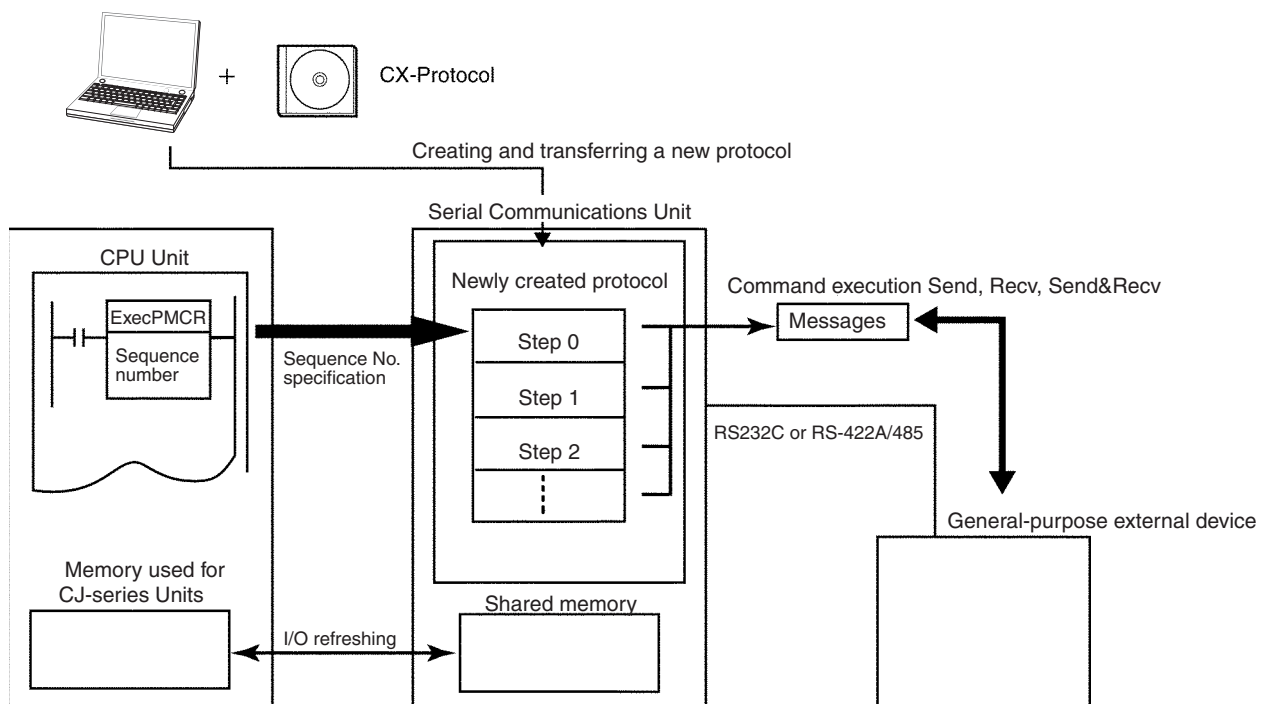 +
CX-Protocol
Creating and transferring a new protocol
Serial Communications Unit
CPU Unit
ExecPMCR
Sequence
number
Sequence No.
specification
Newly created protocol
Step 0
Step 1
Step 2
Command execution Send, Recv, Send&Recv
Messages
RS232C or RS-422A/485
General-purpose external device
Memory used for
CJ-series Units
I/O refreshing
Shared memory